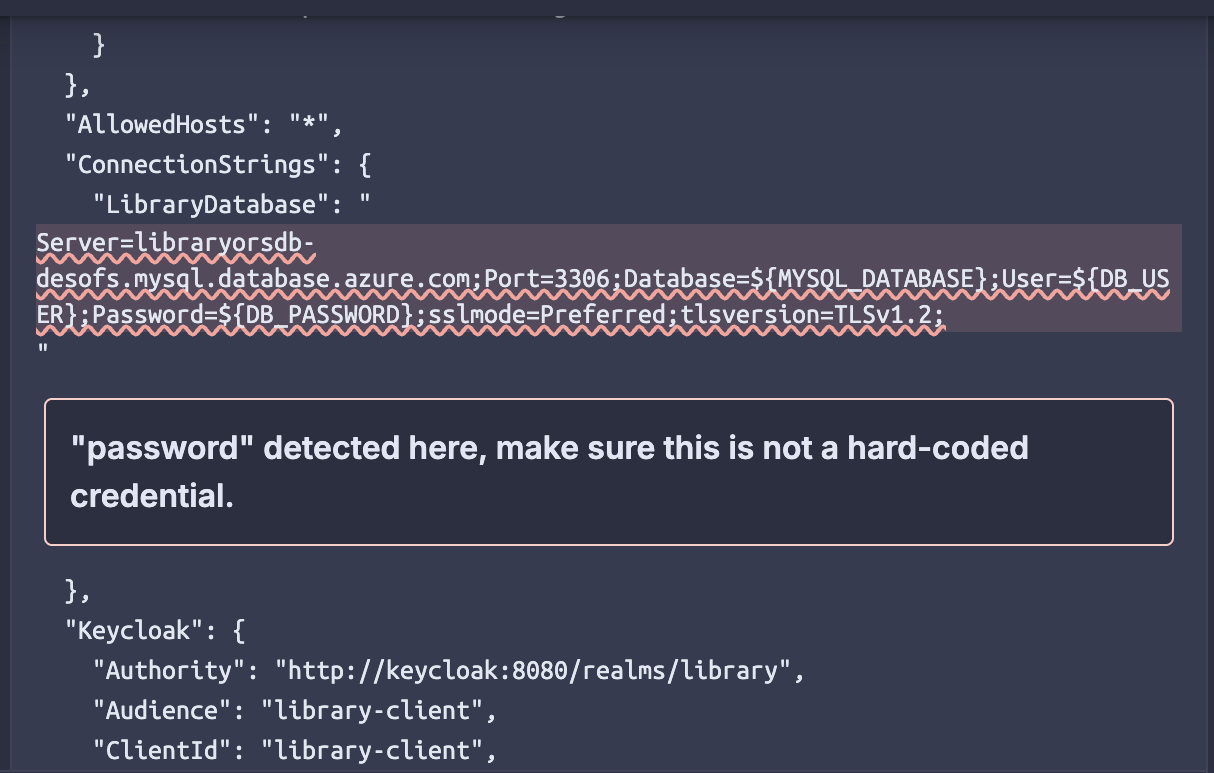 }
},
"AllowedHosts": "*",
"ConnectionStrings": {
"LibraryDatabase": "
Server=libraryorsdb-
desofs.mysql.database.azure.com;Port=3306;Database=${MYSQL_DATABASE};User=${DB_US
ER};Password=${DB_PASSWORD};sslmode=Preferred;tlsversion=TLSv1.2;
"
"password" detected here, make sure this is not a hard-coded
credential.
},
"Keycloak": {
"Authority": "http://keycloak:8080/realms/library",
"Audience": "library-client",
"ClientId": "library-client",